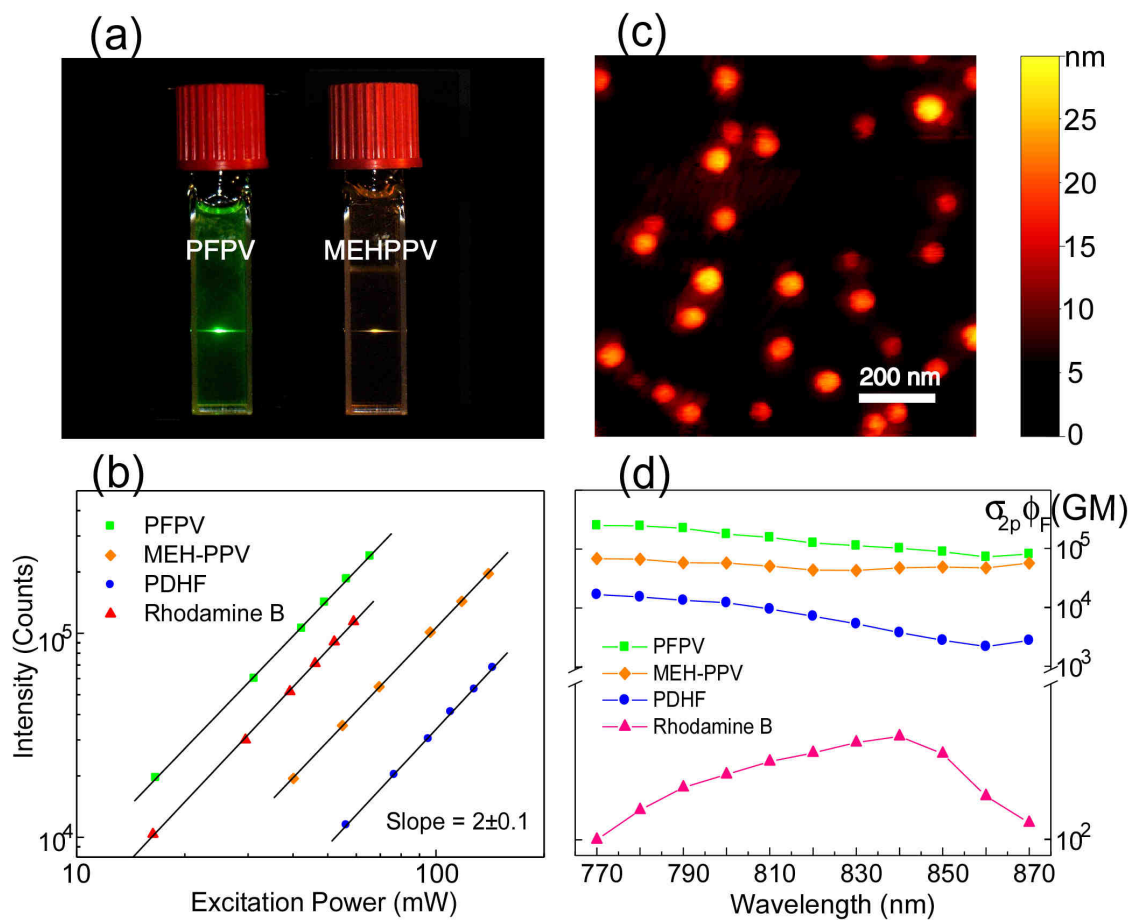 (a)
PFPV MEHPPV
(c)
200 nm
nm
25
20
15
10
5
0
(b)
PFPV
MEH-PPV
PDHF
Rhodamine B
Intensity (Counts)
10^5
10^4
Slope = 2±0.1
10 100
Excitation Power (mW)
(d)
σ2pϕF(GM)
10^5
10^4
10^3
10^2
PFPV
MEH-PPV
PDHF
Rhodamine B
770 790 810 830 850 870
Wavelength (nm)